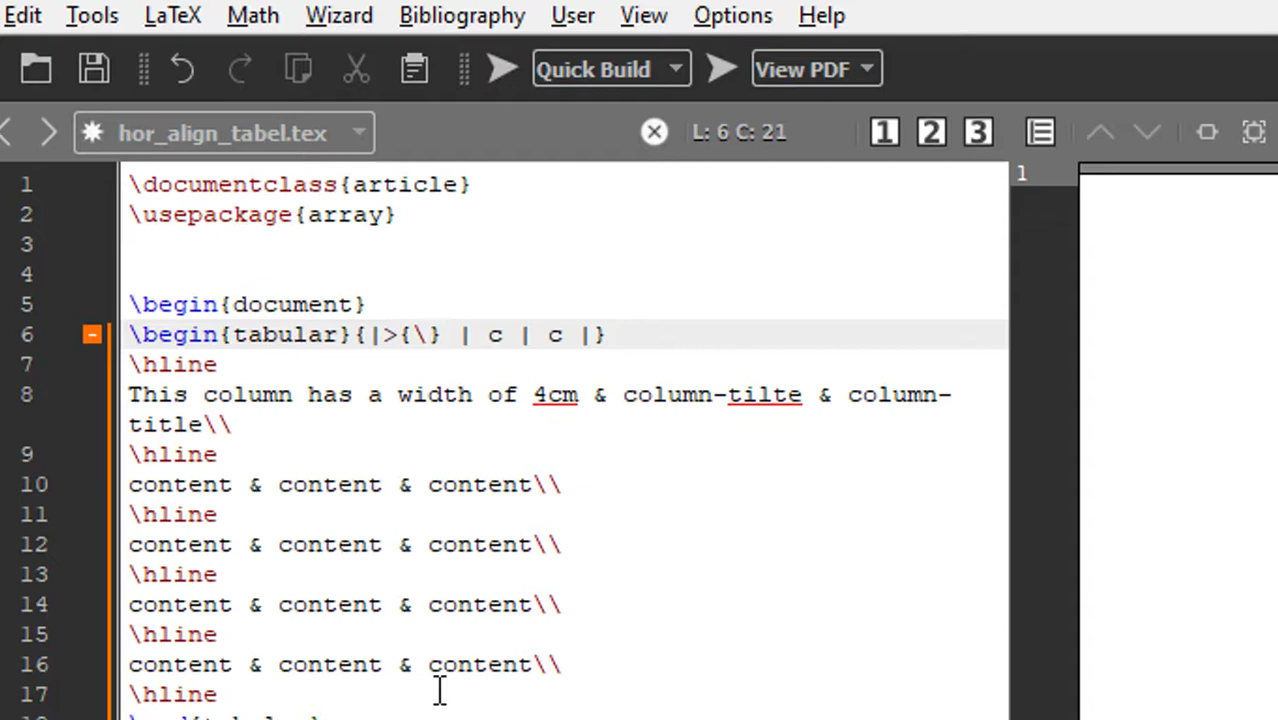 Edit Tools LaTeX Math Wizard Bibliography User View Options Help
Quick Build View PDF
hor_align_tabel.tex L: 6 C: 21 1 2 3
1
1 \documentclass{article}
2 \usepackage{array}
3
4
5 \begin{document}
6 \begin{tabular}{|>{\} | c | c |}
7 \hline
8 This column has a width of 4cm & column-tilte & column-
title\\
9 \hline
10 content & content & content\\
11 \hline
12 content & content & content\\
13 \hline
14 content & content & content\\
15 \hline
16 content & content & content\\
17 \hline